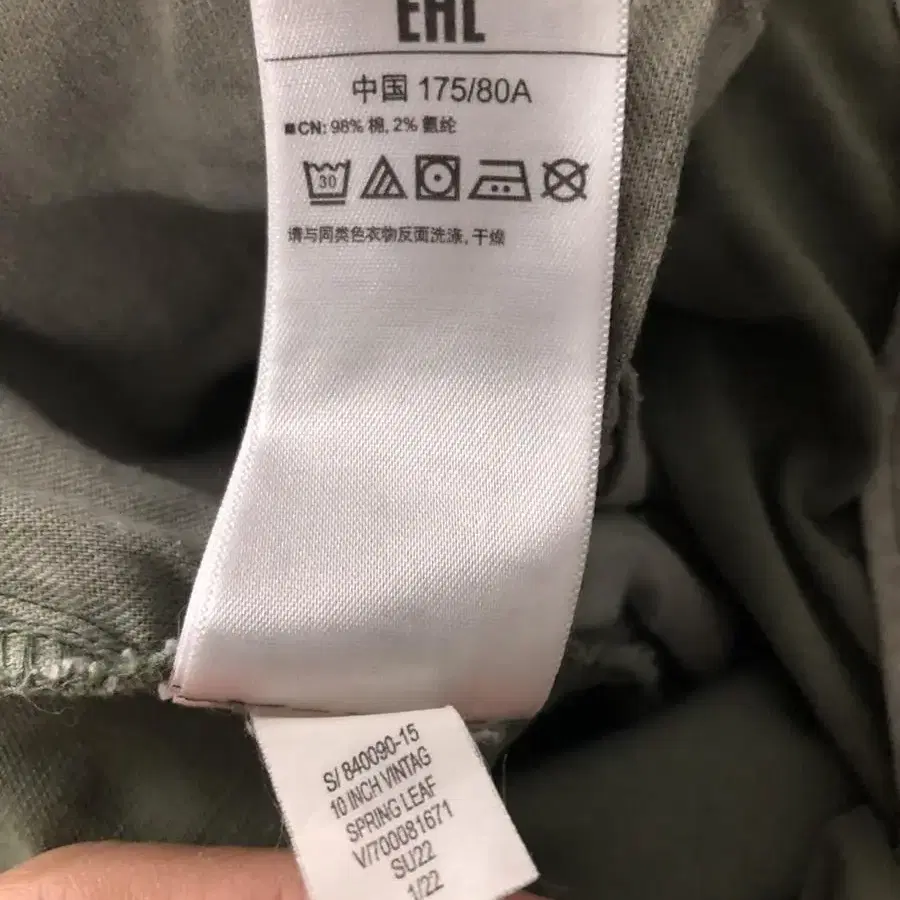 EAC
中国 175/80A
■CN: 98% 棉, 2% 氨纶
30
请与同类色衣物反面洗涤, 干燥
S/ 840090-15
10 INCH VINTAG
SPRING LEAF
V/700081671
SU22
1/22